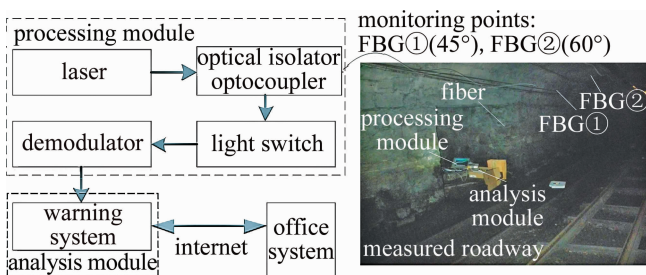 processing module
laser
optical isolator
optocoupler
demodulator
light switch
warning
system
analysis module
internet
office
system
monitoring points:
FBG①(45°), FBG②(60°)
fiber
FBG②
FBG①
processing
module
analysis
module
measured roadway